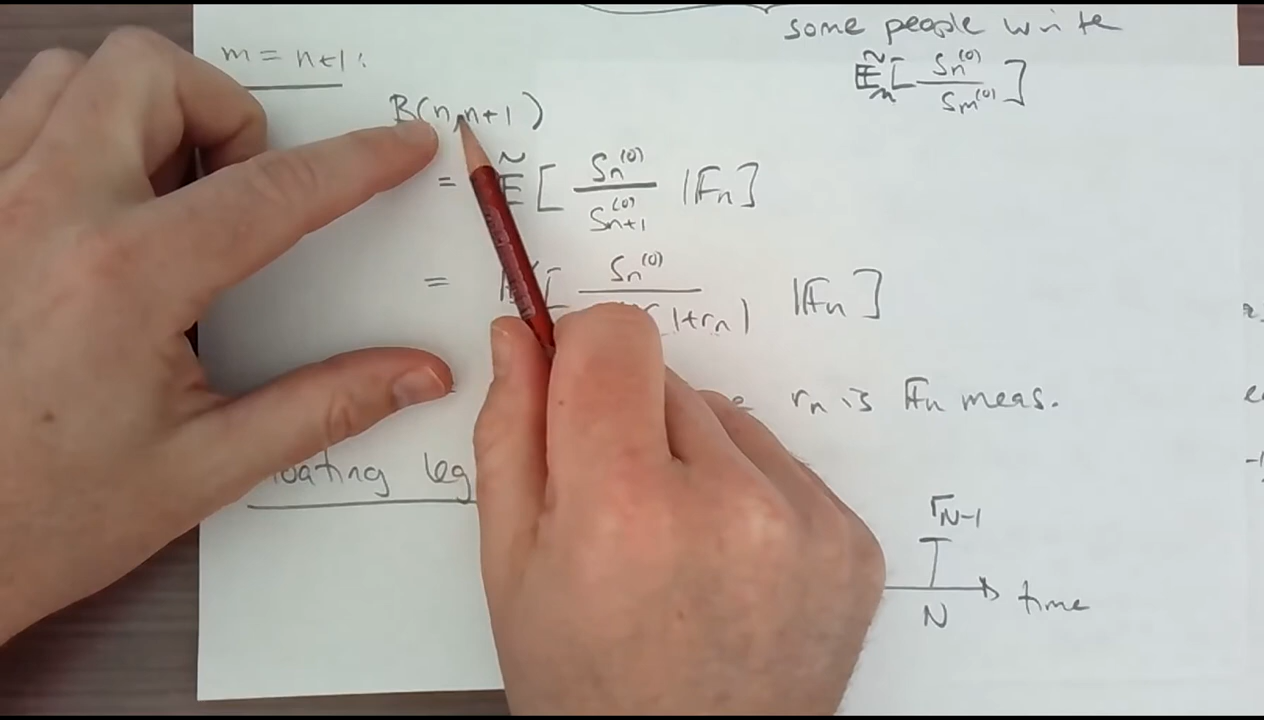 some people write
m = n+1:
Ẽn[ Sn^(0) / Sm^(0) ]
B(n,n+1)
= Ẽ[ Sn^(0) / Sn+1^(0) | Fn ]
= [ Sn^(0) / (1+rn) | Fn ]
rn is Fn meas.
leg
rN-1
time
N